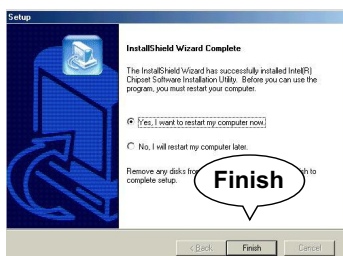 Setup
InstallShield Wizard Complete
The InstallShield Wizard has successfully installed Intel(R)
Chipset Software Installation Utility. Before you can use the
program, you must restart your computer.
Yes, I want to restart my computer now.
No, I will restart my computer later.
Remove any disks
complete setup.
Finish
< Back Finish Cancel